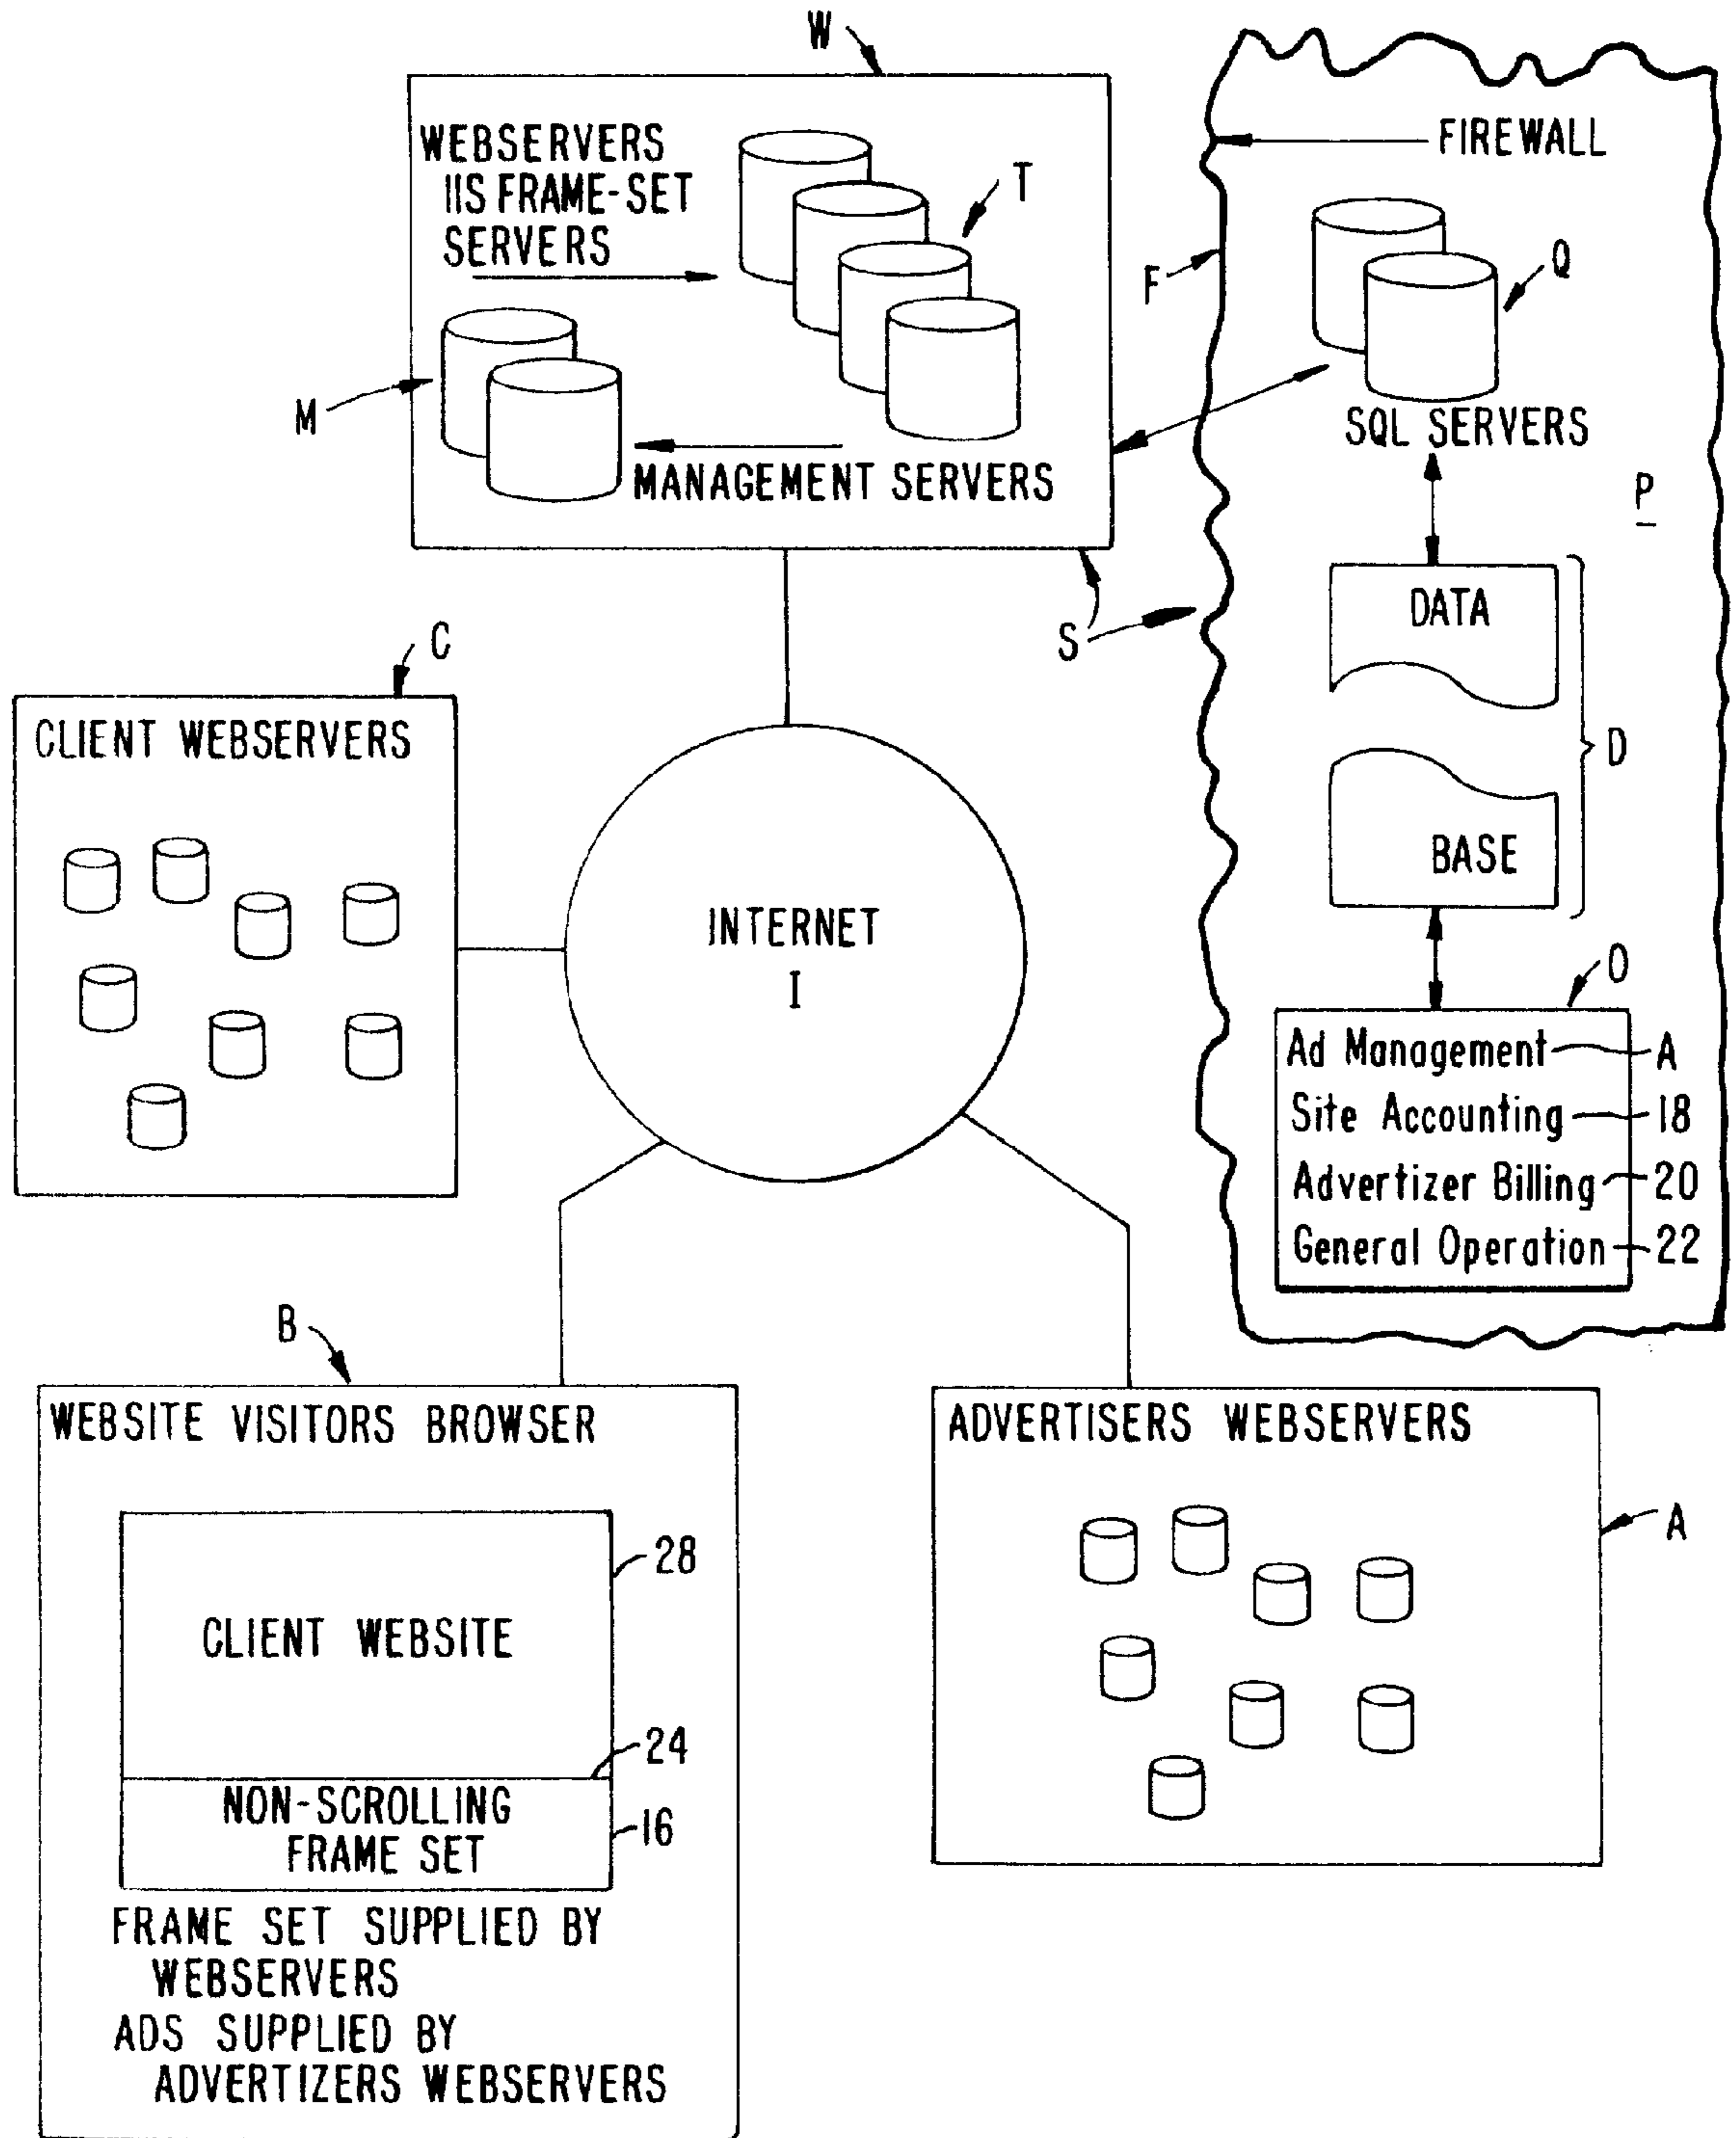 W
WEBSERVERS
IIS FRAME-SET
SERVERS
T
M
MANAGEMENT SERVERS
FIREWALL
F
Q
SQL SERVERS
P
S
DATA
D
BASE
O
Ad Management A
Site Accounting 18
Advertizer Billing 20
General Operation 22
C
CLIENT WEBSERVERS
INTERNET
I
B
WEBSITE VISITORS BROWSER
28
CLIENT WEBSITE
24
NON-SCROLLING
FRAME SET
16
FRAME SET SUPPLIED BY
WEBSERVERS
ADS SUPPLIED BY
ADVERTIZERS WEBSERVERS
ADVERTISERS WEBSERVERS
A